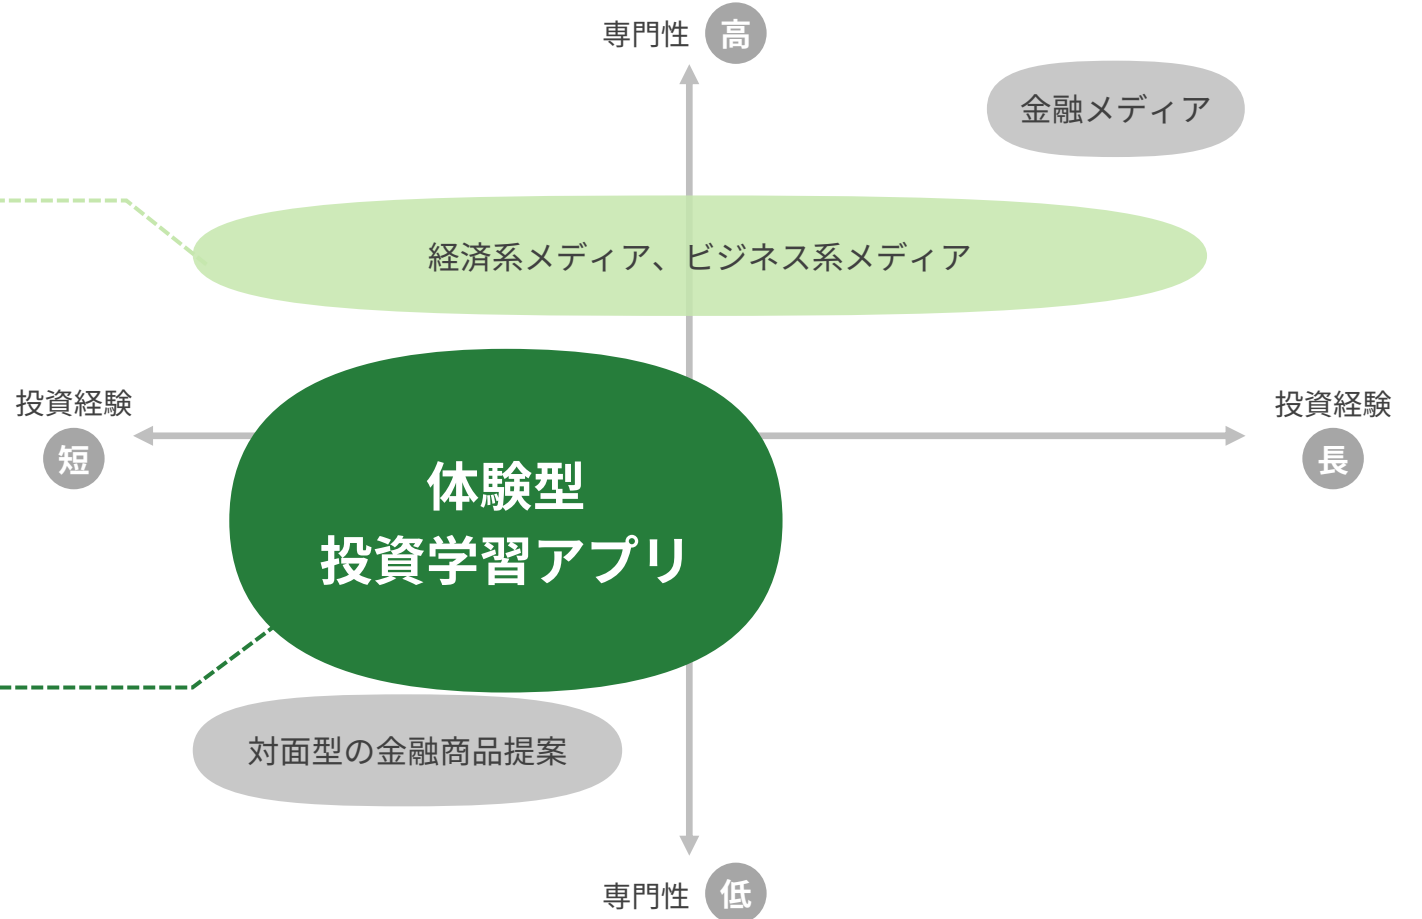 専門性 高
金融メディア
経済系メディア、ビジネス系メディア
投資経験
短
投資経験
長
体験型
投資学習アプリ
対面型の金融商品提案
専門性 低